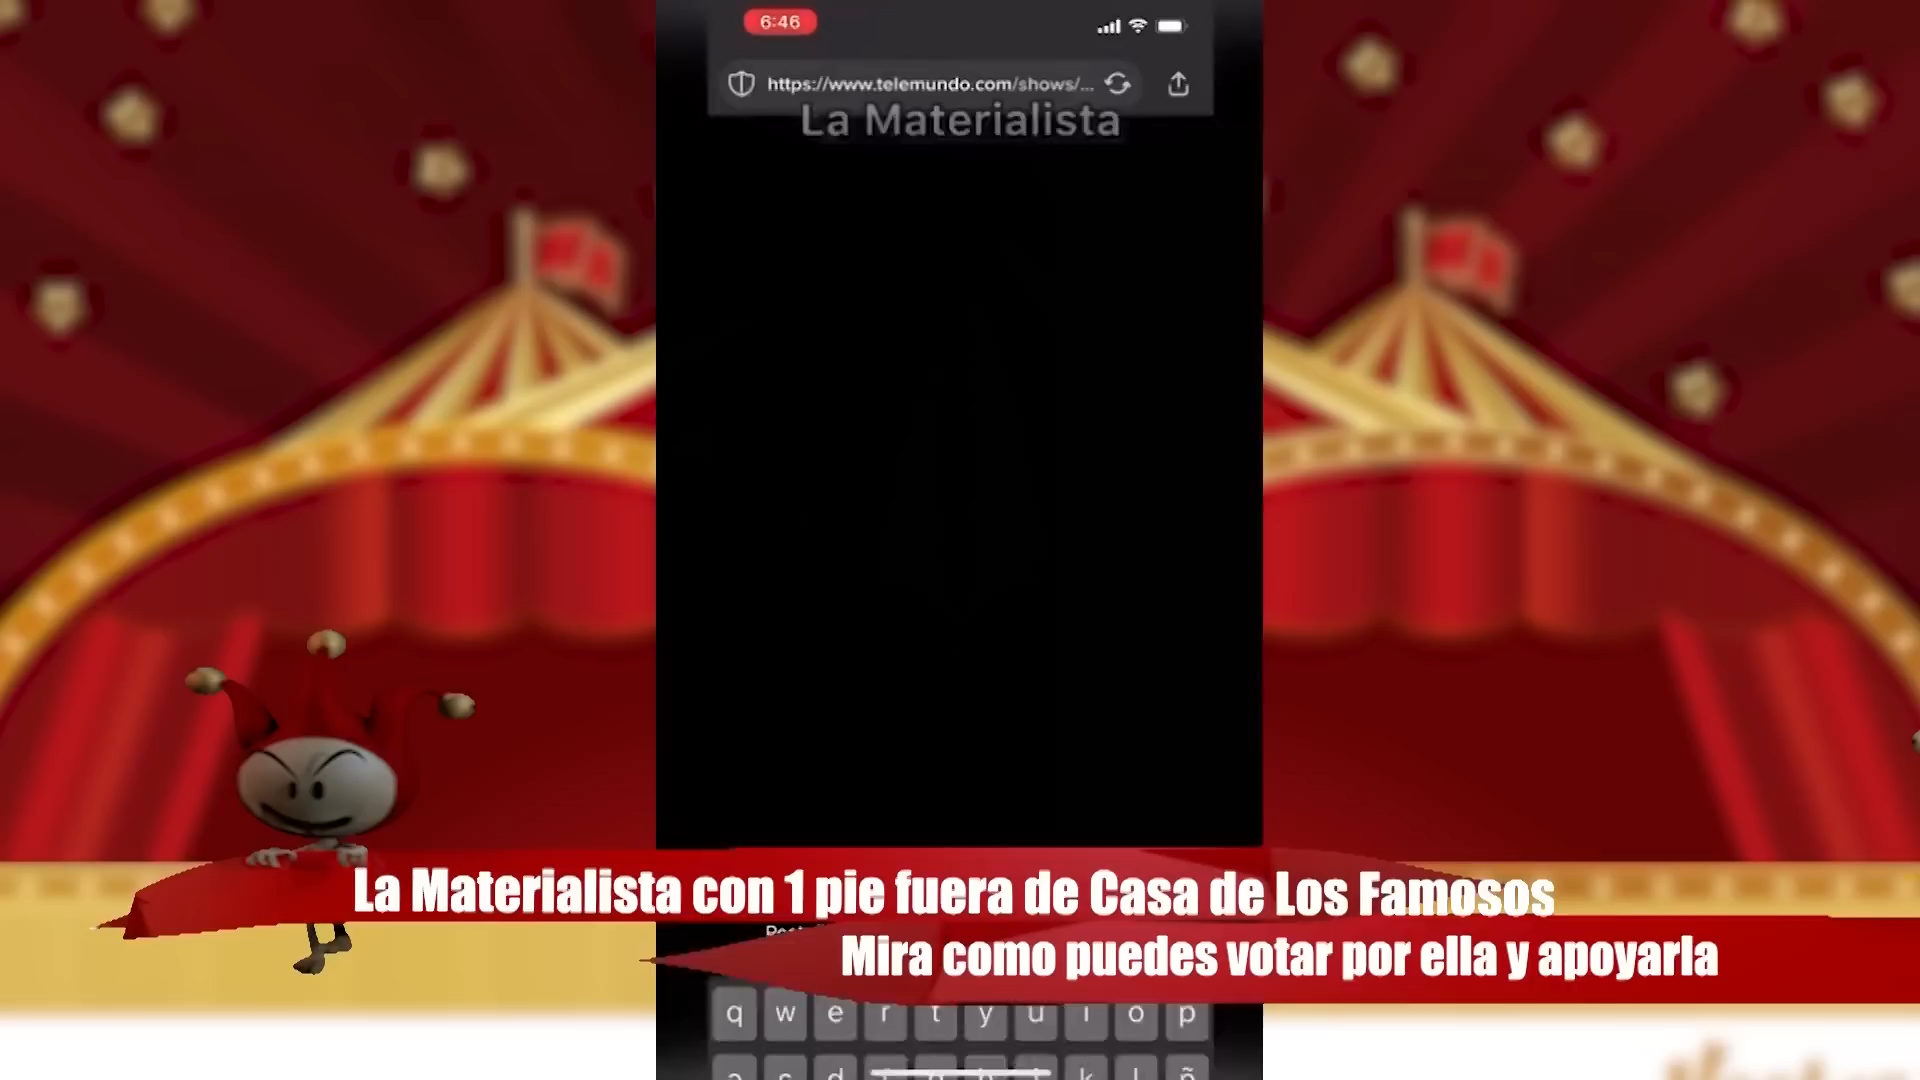 6:46
https://www.telemundo.com/shows/...
La Materialista
La Materialista con 1 pie fuera de Casa de Los Famosos
Mira como puedes votar por ella y apoyarla
q w e r t y u i o p